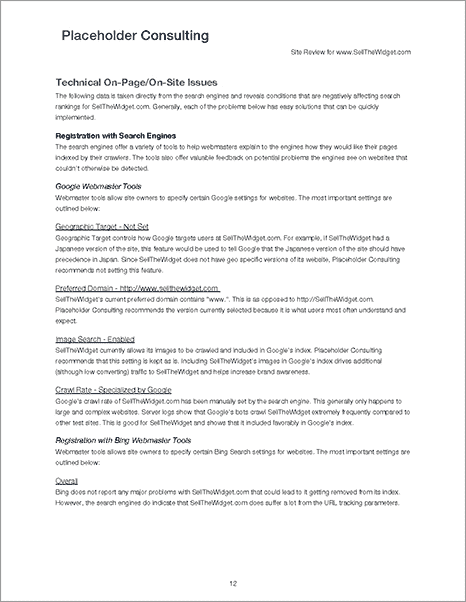 Placeholder Consulting
Site Review for www.SellTheWidget.com
Technical On-Page/On-Site Issues
The following data is taken directly from the search engines and reveals conditions that are negatively affecting search
rankings for SellTheWidget.com. Generally, each of the problems below has easy solutions that can be quickly
implemented.
Registration with Search Engines
The search engines offer a variety of tools to help webmasters explain to the engines how they would like their pages
indexed by their crawlers. The tools also offer valuable feedback on potential problems the engines see on websites that
couldn't otherwise be detected.
Google Webmaster Tools
Webmaster tools allow site owners to specify certain Google settings for websites. The most important settings are
outlined below:
Geographic Target - Not Set
Geographic Target controls how Google targets users at SellTheWidget.com. For example, if SellTheWidget had a
Japanese version of the site, this feature would be used to tell Google that the Japanese version of the site should have
precedence in Japan. Since SellTheWidget does not have geo specific versions of its website, Placeholder Consulting
recommends not setting this feature.
Preferred Domain - http://www.sellthewidget.com
SellTheWidget's current preferred domain contains "www.". This is as opposed to http://SellTheWidget.com.
Placeholder Consulting recommends the version currently selected because it is what users most often understand and
expect.
Image Search - Enabled
SellTheWidget currently allows its images to be crawled and included in Google's index. Placeholder Consulting
recommends that this setting is kept as is. Including SellTheWidget's images in Google's index drives additional
(although low converting) traffic to SellTheWidget and helps increase brand awareness.
Crawl Rate - Specialized by Google
Google's crawl rate of SellTheWidget.com has been manually set by the search engine. This generally only happens to
large and complex websites. Server logs show that Google's bots crawl SellTheWidget extremely frequently compared to
other test sites. This is good for SellTheWidget and shows that it included favorably in Google's index.
Registration with Bing Webmaster Tools
Webmaster tools allow site owners to specify certain Bing Search settings for websites. The most important settings are
outlined below:
Overall
Bing does not report any major problems with SellTheWidget.com that could lead to it getting removed from its index.
However, the search engines do indicate that SellTheWidget.com does suffer a lot from the URL tracking parameters.
12